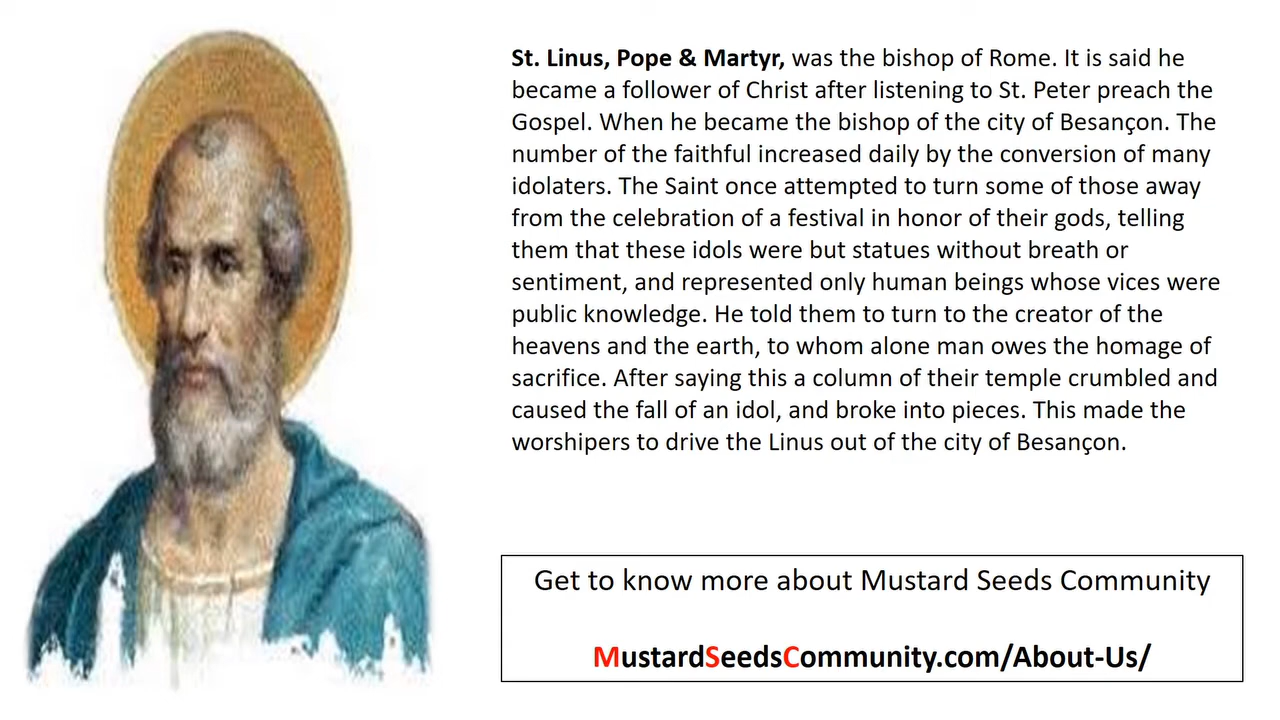 St. Linus, Pope & Martyr, was the bishop of Rome. It is said he
became a follower of Christ after listening to St. Peter preach the
Gospel. When he became the bishop of the city of Besançon. The
number of the faithful increased daily by the conversion of many
idolaters. The Saint once attempted to turn some of those away
from the celebration of a festival in honor of their gods, telling
them that these idols were but statues without breath or
sentiment, and represented only human beings whose vices were
public knowledge. He told them to turn to the creator of the
heavens and the earth, to whom alone man owes the homage of
sacrifice. After saying this a column of their temple crumbled and
caused the fall of an idol, and broke into pieces. This made the
worshipers to drive the Linus out of the city of Besançon.
Get to know more about Mustard Seeds Community
MustardSeedsCommunity.com/About-Us/